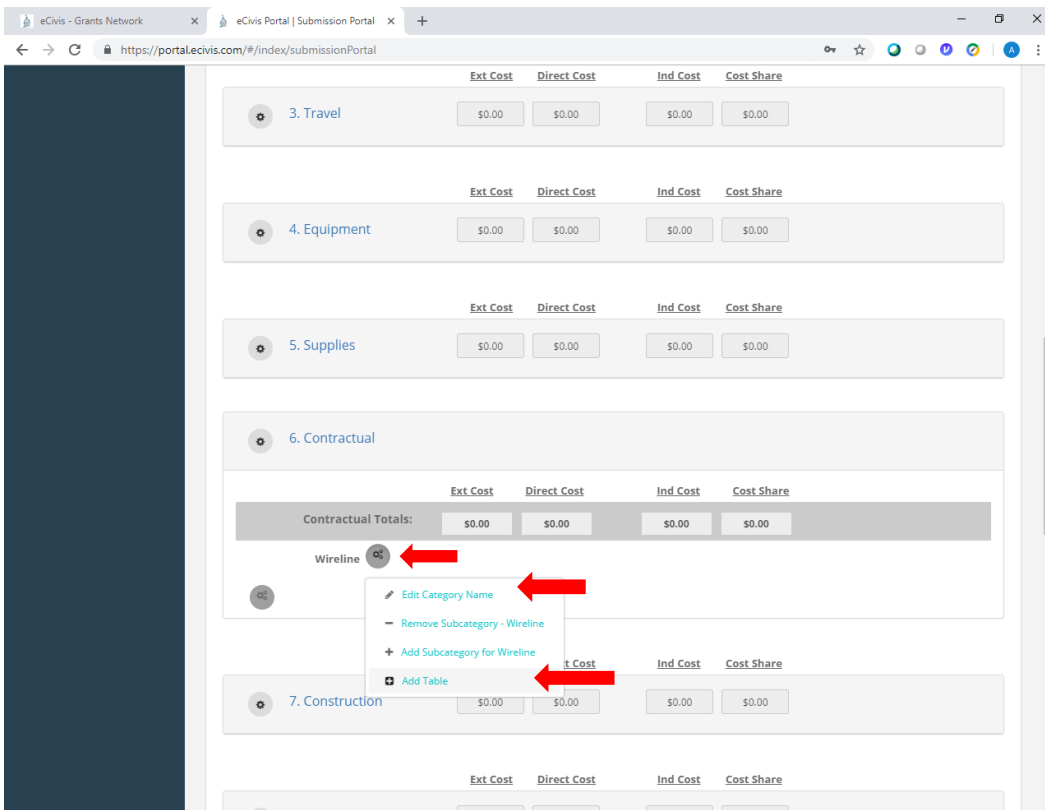 eCivis - Grants Network
eCivis Portal | Submission Portal
https://portal.ecivis.com/#/index/submissionPortal
A
Ext Cost Direct Cost Ind Cost Cost Share
3. Travel $0.00 $0.00 $0.00 $0.00
Ext Cost Direct Cost Ind Cost Cost Share
4. Equipment $0.00 $0.00 $0.00 $0.00
Ext Cost Direct Cost Ind Cost Cost Share
5. Supplies $0.00 $0.00 $0.00 $0.00
6. Contractual
Ext Cost Direct Cost Ind Cost Cost Share
Contractual Totals: $0.00 $0.00 $0.00 $0.00
Wireline
Edit Category Name
Remove Subcategory - Wireline
Add Subcategory for Wireline
t Cost Ind Cost Cost Share
Add Table
7. Construction $0.00 $0.00 $0.00 $0.00
Ext Cost Direct Cost Ind Cost Cost Share